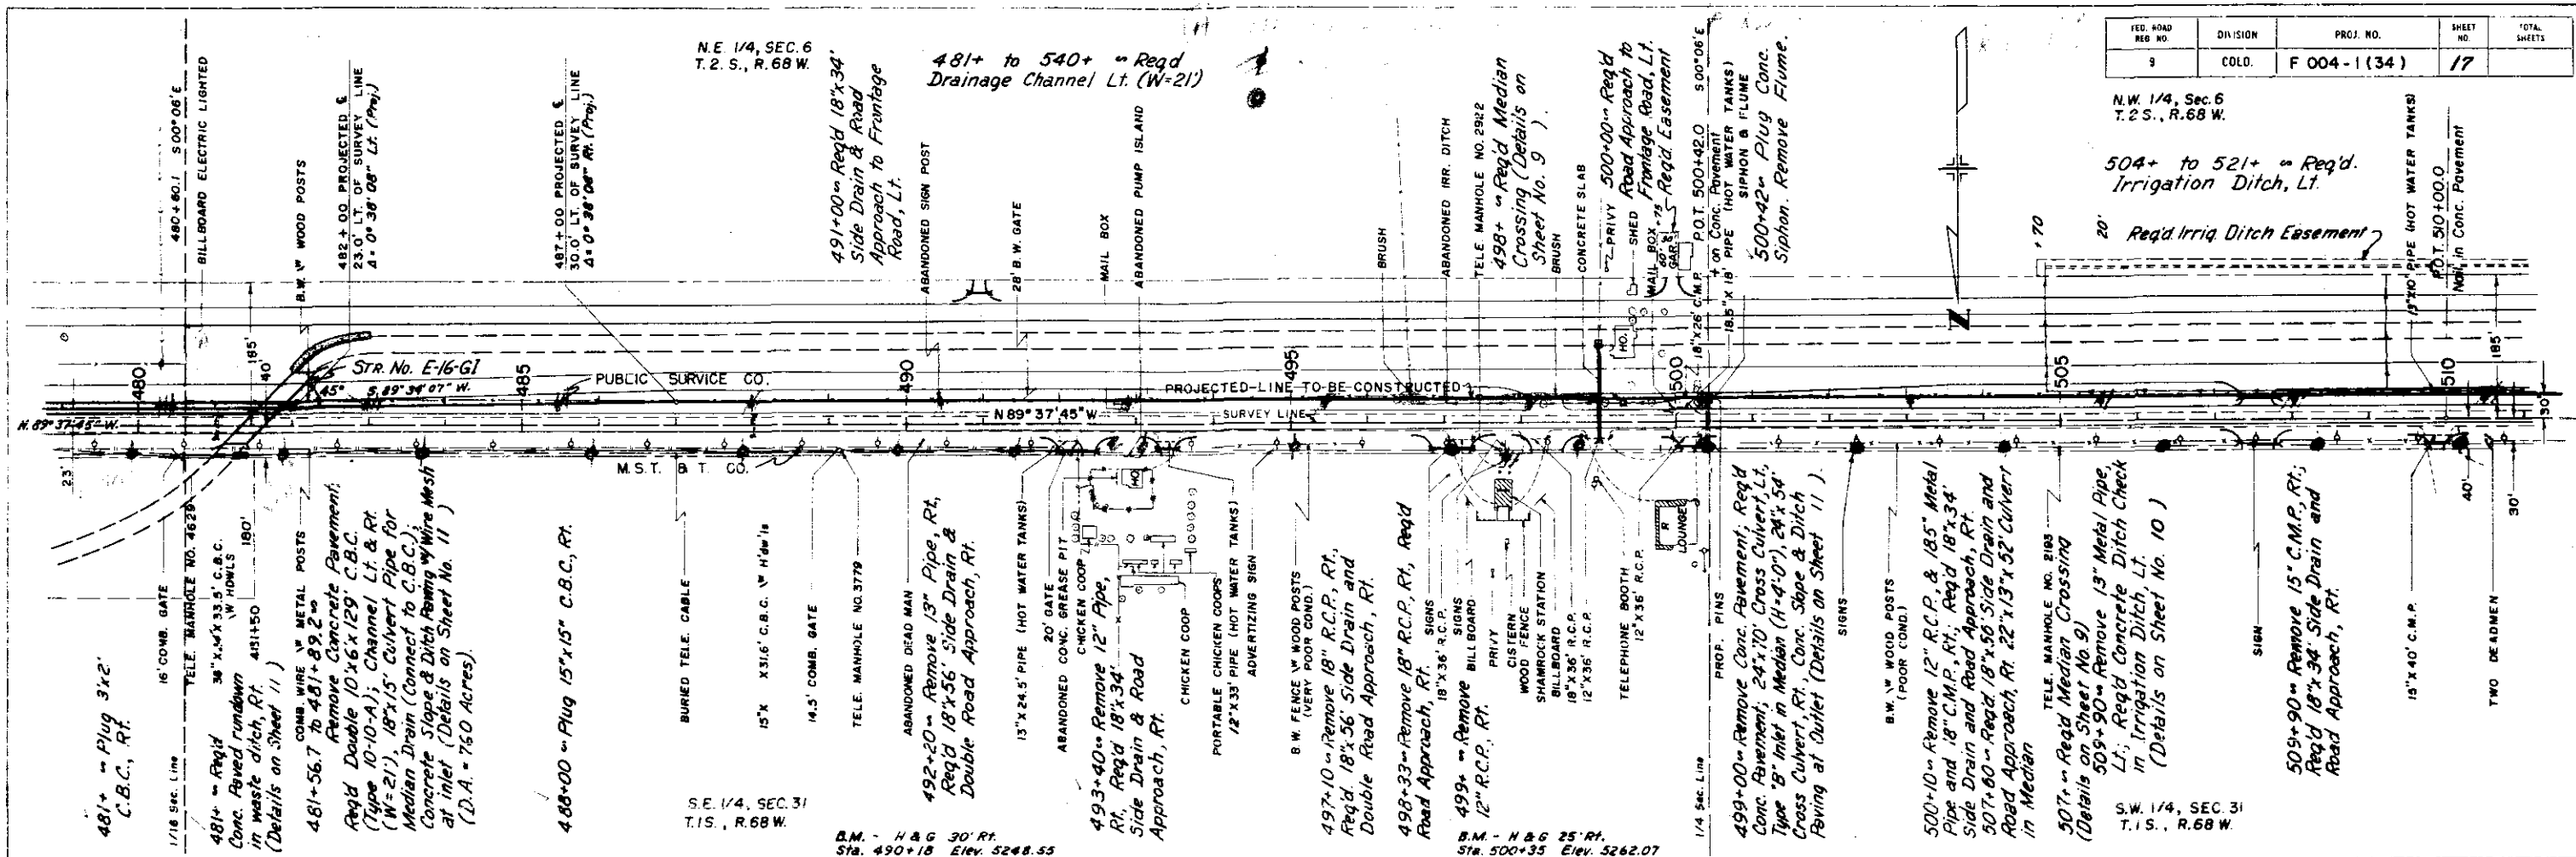 FED. ROAD REG. NO.
DIVISION
PROJ. NO.
SHEET NO.
TOTAL SHEETS
9
COLO.
F 004-1(34)
17
N.E. 1/4, SEC. 6
T. 2. S., R. 68 W.
481+ to 540+ ∾ Req'd
Drainage Channel Lt. (W=21')
N.W. 1/4, Sec. 6
T. 2 S., R. 68 W.
504+ to 521+ ∾ Req'd.
Irrigation Ditch, Lt.
Req'd. Irrig. Ditch Easement
20'
+70
480+80.1 S 00°06'E
BILLBOARD ELECTRIC LIGHTED
B.W. \W WOOD POSTS
482+00 PROJECTED ℄
23.0' LT. OF SURVEY LINE
Δ = 0° 38' 08" Lt. (Proj.)
487+00 PROJECTED ℄
30.0' LT. OF SURVEY LINE
Δ = 0° 38' 08" Rt. (Proj.)
491+00 ∾ Req'd 18"x34'
Side Drain & Road
Approach to Frontage
Road, Lt.
ABANDONED SIGN POST
28' B.W. GATE
MAIL BOX
ABANDONED PUMP ISLAND
BRUSH
ABANDONED IRR. DITCH
TELE. MANHOLE NO. 2922
498+ ∾ Req'd Median
Crossing (Details on
Sheet No. 9 ).
BRUSH
CONCRETE SLAB
PRIVY
500+00 ∾ Req'd
Road Approach to
Frontage Road, Lt.
SHED
MAIL BOX
+75
60'
GAR.
Req'd. Easement
18"X26' C.M.P.
P.O.T. 500+42.0 S 00°06'E
+ on Conc. Pavement
18.5"X 18' PIPE (HOT WATER TANKS)
SIPHON & FLUME
500+42 ∾ Plug Conc.
Siphon. Remove Flume.
13"X10' PIPE (HOT WATER TANKS)
P.O.T. 510+000.0
Nail in Conc. Pavement
N
185'
40'
STR. No. E-16-GI
45°
S. 89° 34' 07" W.
480
485
490
495
500
505
510
PUBLIC SERVICE CO.
PROJECTED LINE TO BE CONSTRUCTED
N 89° 37' 45" W
SURVEY LINE
N. 89° 37' 45" W.
HO.
185'
30'
23'
M.S.T. & T. CO.
HO
R
LOUNGE
180'
40'
30'
481+ ∾ Plug 3'x2'
C.B.C., Rt.
16' COMB. GATE
1/16 Sec. Line
TELE. MANHOLE NO. 4629
481+ ∾ Req'd
Conc. Paved rundown
in waste ditch, Rt.
(Details on Sheet 11 )
\W HDWLS
481+50
COMB. WIRE \W METAL POSTS
481+56.7 to 481+89.2 ∾
Remove Concrete Pavement;
Req'd Double 10'x6'x129' C.B.C.
(Type 10-10-A); Channel Lt. & Rt.
(W=21'), 18"x15' Culvert Pipe for
Median Drain (Connect to C.B.C.);
Concrete Slope & Ditch Paving w/Wire Mesh
at inlet (Details on Sheet No. 11 )
(D.A. = 760 Acres).
488+00 ∾ Plug 15"x15" C.B.C., Rt.
BURIED TELE. CABLE
15"X X31.6' C.B.C. \W H'dw'ls
14.5' COMB. GATE
TELE. MANHOLE NO. 3779
ABANDONED DEAD MAN
492+20 ∾ Remove 13" Pipe, Rt.,
Req'd 18"x56' Side Drain &
Double Road Approach, Rt.
13"X 24.5' PIPE (HOT WATER TANKS)
20' GATE
ABANDONED CONC. GREASE PIT
CHICKEN COOP
493+40 ∾ Remove 12" Pipe,
Rt. Req'd 18"x34'
Side Drain & Road
Approach, Rt.
CHICKEN COOP
PORTABLE CHICKEN COOPS
12"X33' PIPE (HOT WATER TANKS)
ADVERTIZING SIGN
B.W. FENCE \W WOOD POSTS
(VERY POOR COND.)
497+10 ∾ Remove 18" R.C.P., Rt.,
Req'd. 18"x56' Side Drain and
Double Road Approach, Rt.
498+33 ∾ Remove 18" R.C.P., Rt., Req'd
Road Approach, Rt.
SIGNS
18"X36' R.C.P.
499+ ∾ Remove
12" R.C.P., Rt.
SIGNS
BILLBOARD
PRIVY
CISTERN
WOOD FENCE
SHAMROCK STATION
BILLBOARD
18"X36' R.C.P.
12"X36' R.C.P.
TELEPHONE BOOTH
12"X36' R.C.P.
PROP. PINS
1/4 Sec. Line
499+00 ∾ Remove Conc. Pavement; Req'd
Conc. Pavement; 24"x70' Cross Culvert, Lt.,
Type "B" Inlet in Median (H=4'-0"), 24"x54'
Cross Culvert, Rt., Conc. Slope & Ditch
Paving at Outlet (Details on Sheet 11 ).
SIGNS
B.W. \W WOOD POSTS
(POOR COND.)
500+10 ∾ Remove 12" R.C.P., & 18.5" Metal
Pipe and 18" C.M.P., Rt.; Req'd 18"x34'
Side Drain and Road Approach, Rt.
507+60 ∾ Req'd. 18"x56' Side Drain and
Road Approach, Rt. 22"x13"x52' Culvert
in Median
TELE. MANHOLE NO. 2193
507+ ∾ Req'd Median Crossing
(Details on Sheet No. 9)
509+90 ∾ Remove 13" Metal Pipe,
Lt.; Req'd Concrete Ditch Check
in Irrigation Ditch, Lt.
(Details on Sheet No. 10 )
SIGN
509+90 ∾ Remove 15" C.M.P., Rt.;
Req'd 18"x34' Side Drain and
Road Approach, Rt.
15"X40' C.M.P.
TWO DEADMEN
S.E. 1/4, SEC. 31
T. 1 S., R. 68 W.
B.M. - H & G 30' Rt.
Sta. 490+18 Elev. 5248.55
B.M. - H & G 25' Rt.
Sta. 500+35 Elev. 5262.07
S.W. 1/4, SEC. 31
T. 1 S., R. 68 W.